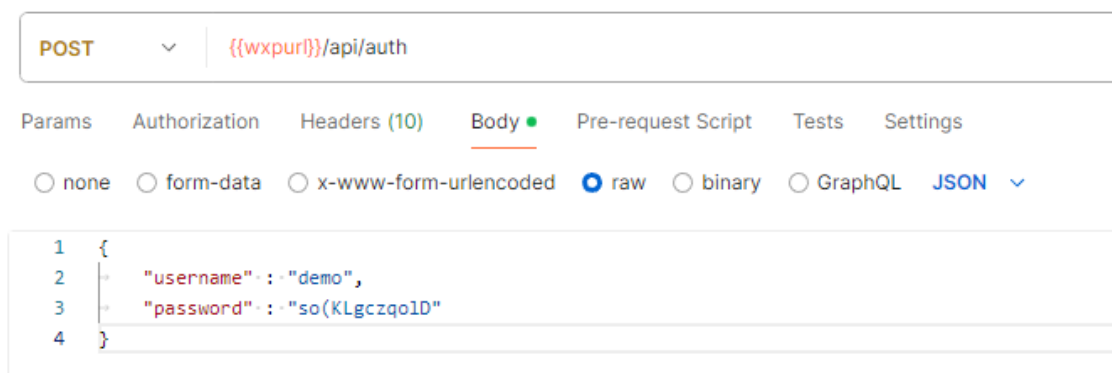 POST {{wxpurl}}/api/auth
Params Authorization Headers (10) Body Pre-request Script Tests Settings
none form-data x-www-form-urlencoded raw binary GraphQL JSON
1 {
2 "username" : "demo",
3 "password" : "so(KLgczqolD"
4 }